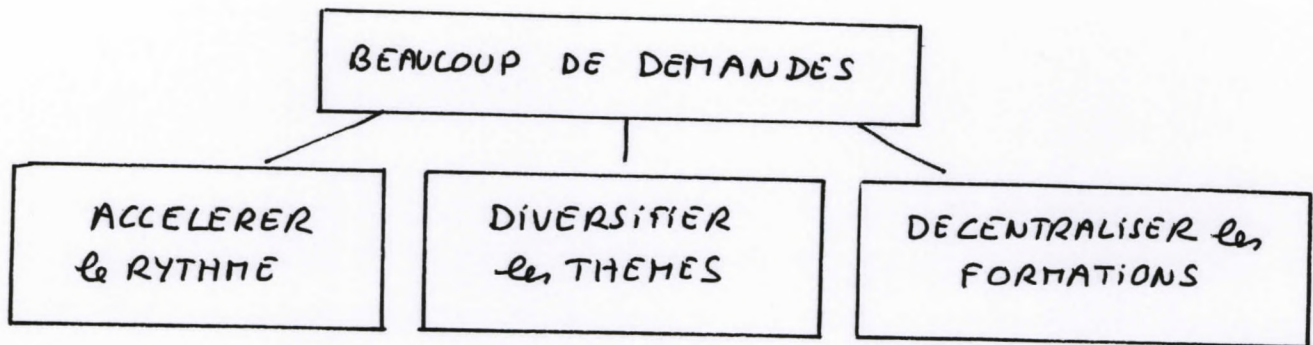 BEAUCOUP DE DEMANDES
ACCELERER
le RYTHME
DIVERSIFIER
les THEMES
DECENTRALISER les
FORMATIONS